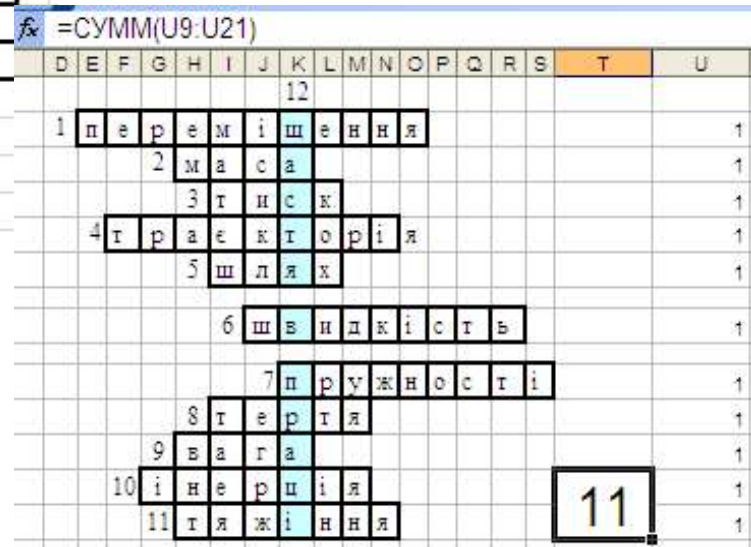 fx =СУММ(U9:U21)
D E F G H I J K L M N O P Q R S T U
12
1 переміщення 1
2 маса 1
3 тиск 1
4 траєкторія 1
5 шлях 1
6 швидкість 1
7 пружності 1
8 тертя 1
9 вага 1
10 інерція 1
11 тяжіння 11 1